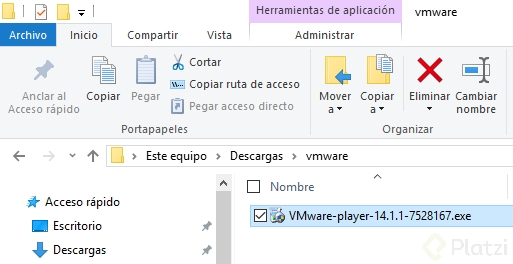 Herramientas de aplicación vmware
Archivo Inicio Compartir Vista Administrar
Anclar al Acceso rápido
Copiar
Pegar
Cortar
Copiar ruta de acceso
Pegar acceso directo
Mover a
Copiar a
Eliminar
Cambiar nombre
Portapapeles Organizar
Este equipo Descargas vmware
Acceso rápido
Escritorio
Descargas
Nombre
VMware-player-14.1.1-7528167.exe
Platzi